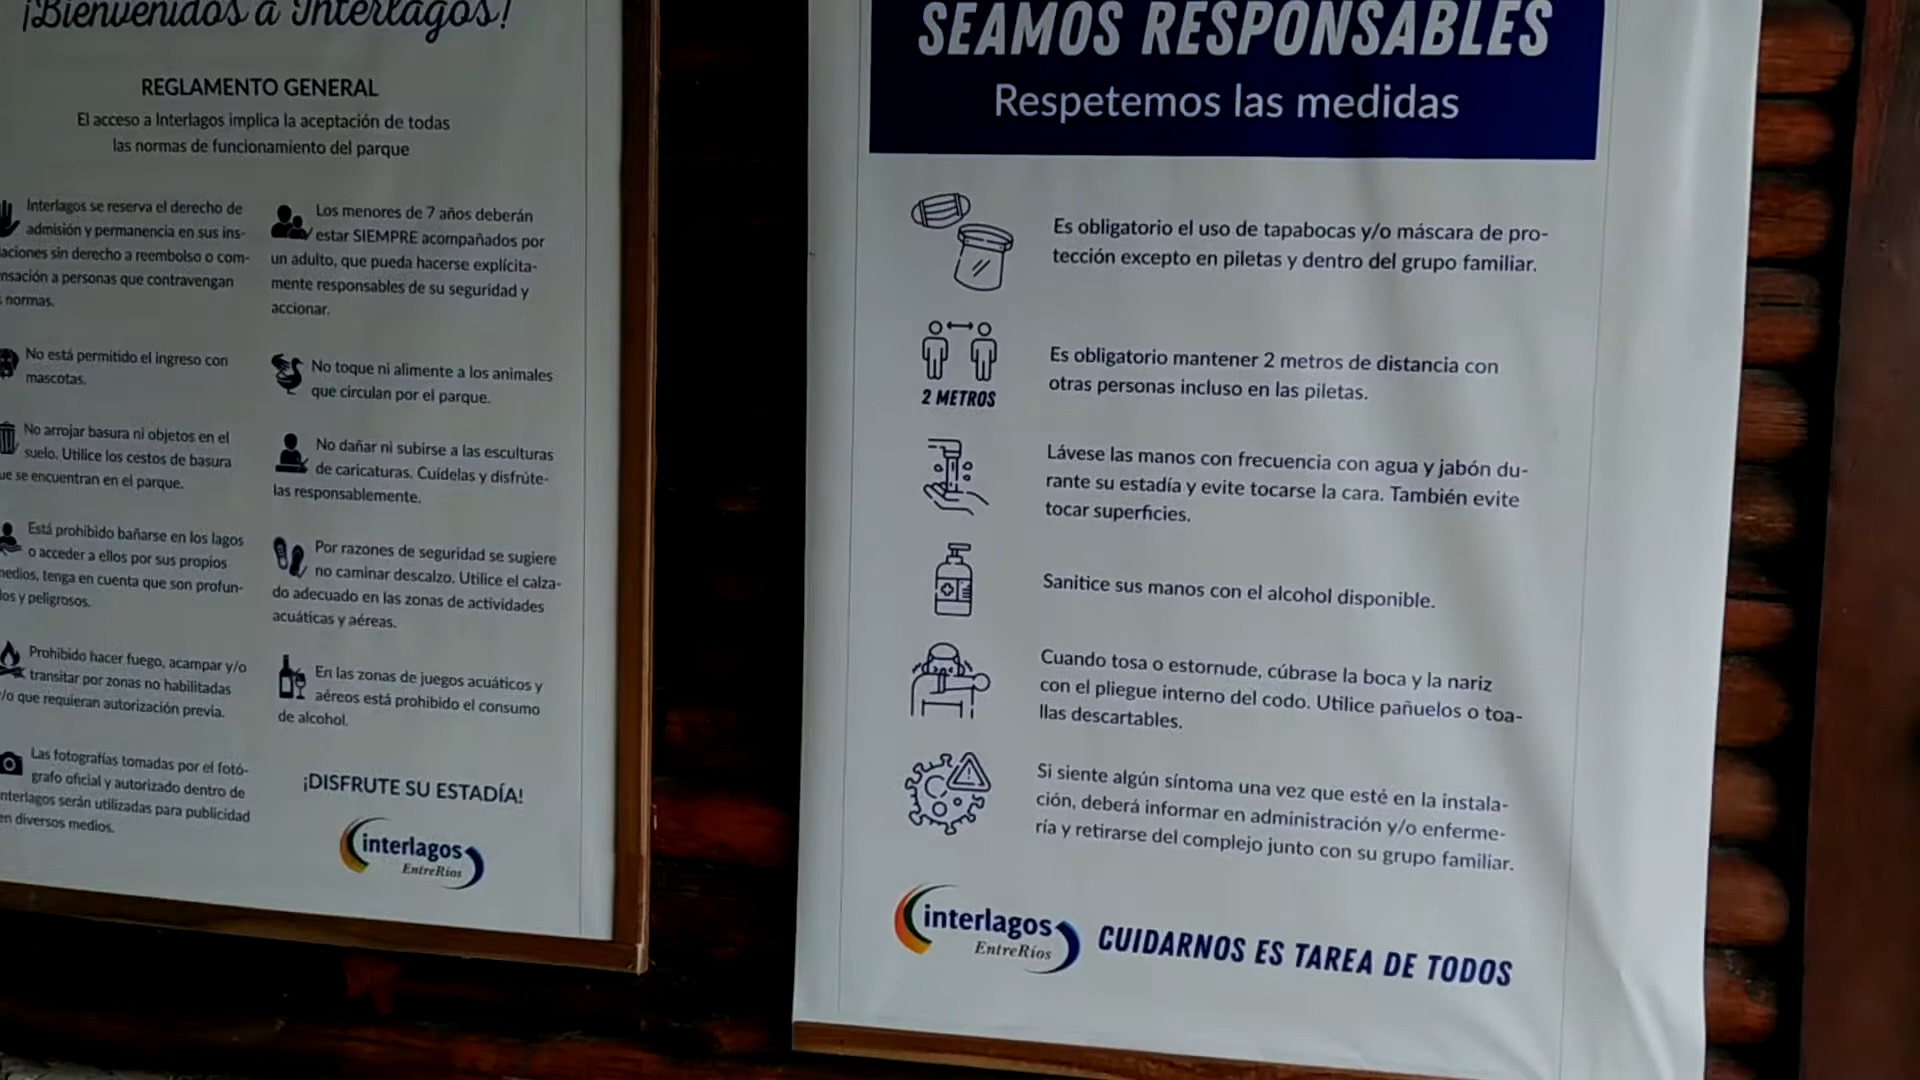 ¡Bienvenidos a Interlagos!
REGLAMENTO GENERAL
El acceso a Interlagos implica la aceptación de todas
las normas de funcionamiento del parque
Interlagos se reserva el derecho de
admisión y permanencia en sus ins-
aciones sin derecho a reembolso o com-
nsación a personas que contravengan
normas.
No está permitido el ingreso con
mascotas.
No arrojar basura ni objetos en el
suelo. Utilice los cestos de basura
ue se encuentran en el parque.
Está prohibido bañarse en los lagos
o acceder a ellos por sus propios
medios, tenga en cuenta que son profun-
dos y peligrosos.
Prohibido hacer fuego, acampar y/o
transitar por zonas no habilitadas
y/o que requieran autorización previa.
Las fotografías tomadas por el fotó-
grafo oficial y autorizado dentro de
Interlagos serán utilizadas para publicidad
en diversos medios.
Los menores de 7 años deberán
estar SIEMPRE acompañados por
un adulto, que pueda hacerse explícita-
mente responsables de su seguridad y
accionar.
No toque ni alimente a los animales
que circulan por el parque.
No dañar ni subirse a las esculturas
de caricaturas. Cuídelas y disfrúte-
las responsablemente.
Por razones de seguridad se sugiere
no caminar descalzo. Utilice el calza-
do adecuado en las zonas de actividades
acuáticas y aéreas.
En las zonas de juegos acuáticos y
aéreos está prohibido el consumo
de alcohol.
¡DISFRUTE SU ESTADÍA!
interlagos
EntreRíos
SEAMOS RESPONSABLES
Respetemos las medidas
Es obligatorio el uso de tapabocas y/o máscara de pro-
tección excepto en piletas y dentro del grupo familiar.
2 METROS
Es obligatorio mantener 2 metros de distancia con
otras personas incluso en las piletas.
Lávese las manos con frecuencia con agua y jabón du-
rante su estadía y evite tocarse la cara. También evite
tocar superficies.
Sanitice sus manos con el alcohol disponible.
Cuando tosa o estornude, cúbrase la boca y la nariz
con el pliegue interno del codo. Utilice pañuelos o toa-
llas descartables.
Si siente algún síntoma una vez que esté en la instala-
ción, deberá informar en administración y/o enferme-
ría y retirarse del complejo junto con su grupo familiar.
interlagos
EntreRíos
CUIDARNOS ES TAREA DE TODOS